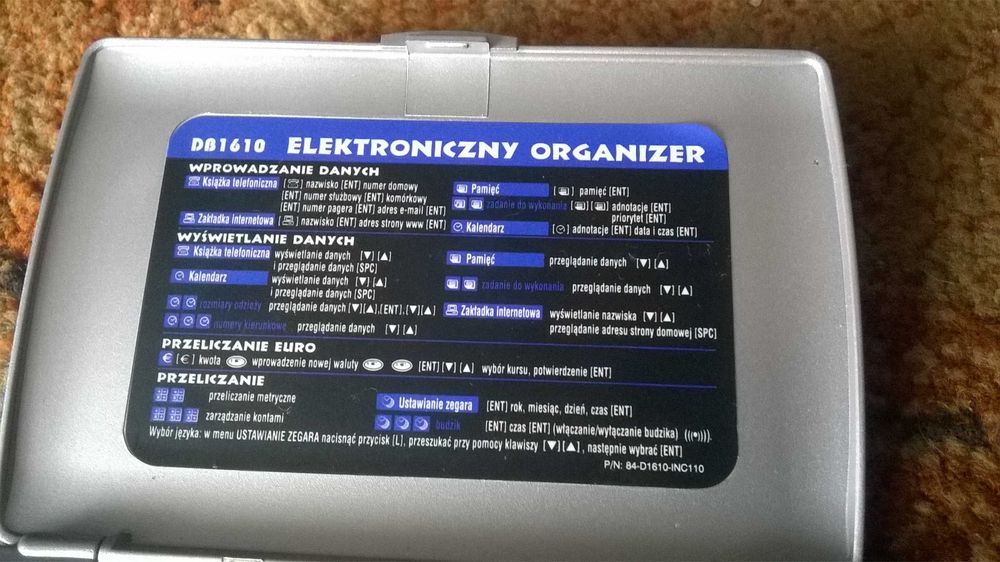 DB1610 ELEKTRONICZNY ORGANIZER
WPROWADZANIE DANYCH
Książka telefoniczna [☏] nazwisko [ENT] numer domowy
[ENT] numer służbowy [ENT] komórkowy
[ENT] numer pagera [ENT] adres e-mail [ENT]
Zakładka internetowa [💻] nazwisko [ENT] adres strony www [ENT]
Pamięć [ ] pamięć [ENT]
zadanie do wykonania [ ] [ ] adnotację [ENT]
priorytet [ENT]
Kalendarz [ ] adnotacje [ENT] data i czas [ENT]
WYŚWIETLANIE DANYCH
Książka telefoniczna wyświetlanie danych [▼] [▲]
i przeglądanie danych [SPC]
Kalendarz wyświetlanie danych [▼] [▲]
i przeglądanie danych [SPC]
rozmiary odzieży przeglądanie danych [▼][▲],[ENT],[▼][▲]
numery kierunkowe przeglądanie danych [▼] [▲]
Pamięć przeglądanie danych [▼] [▲]
zadanie do wykonania przeglądanie danych [▼] [▲]
Zakładka internetowa wyświetlanie nazwiska [▼] [▲]
przeglądanie adresu strony domowej [SPC]
PRZELICZANIE EURO
€ [€] kwota wprowadzenie nowej waluty [ENT] [▼] [▲] wybór kursu, potwierdzenie [ENT]
PRZELICZANIE
przeliczanie metryczne
zarządzanie kontami
Ustawianie zegara [ENT] rok, miesiąc, dzień, czas [ENT]
budzik [ENT] czas [ENT] (włączanie/wyłączanie budzika) (((•))).
Wybór języka: w menu USTAWIANIE ZEGARA nacisnąć przycisk [L], przeszukać przy pomocy klawiszy [▼][▲], następnie wybrać [ENT]
P/N: 84-D1610-INC110